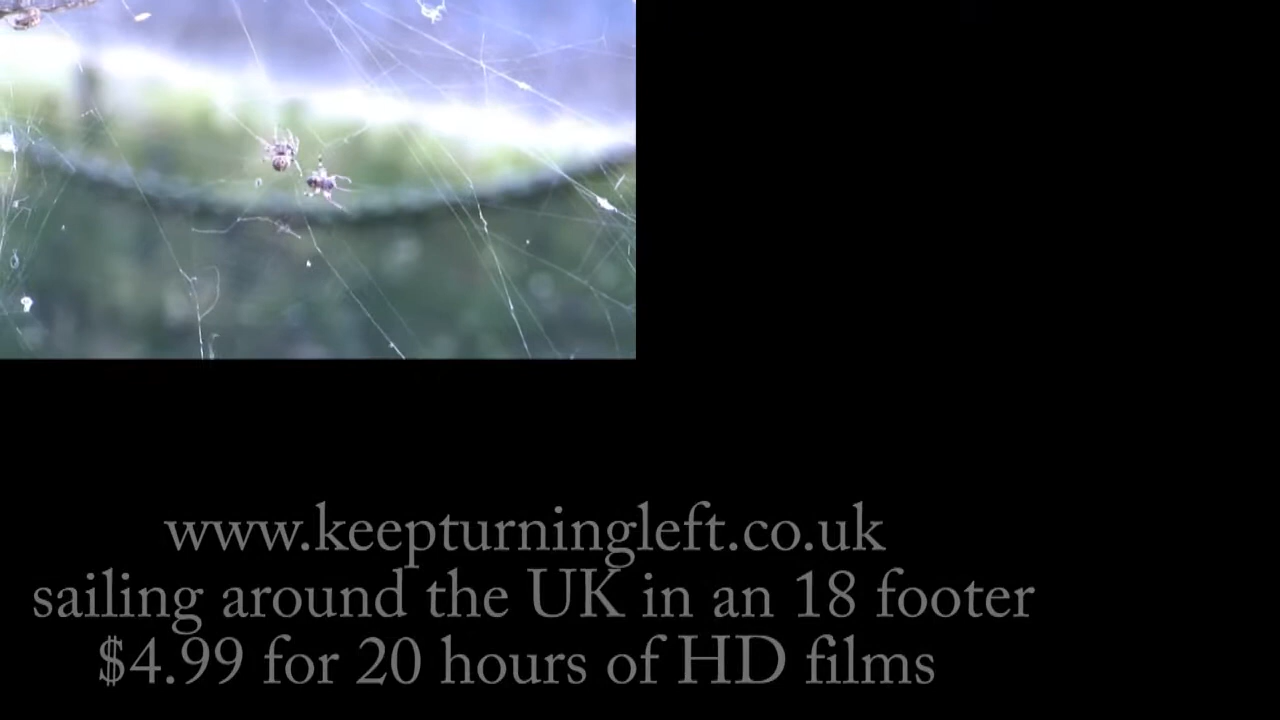 www.keepturningleft.co.uk
sailing around the UK in an 18 footer
$4.99 for 20 hours of HD films